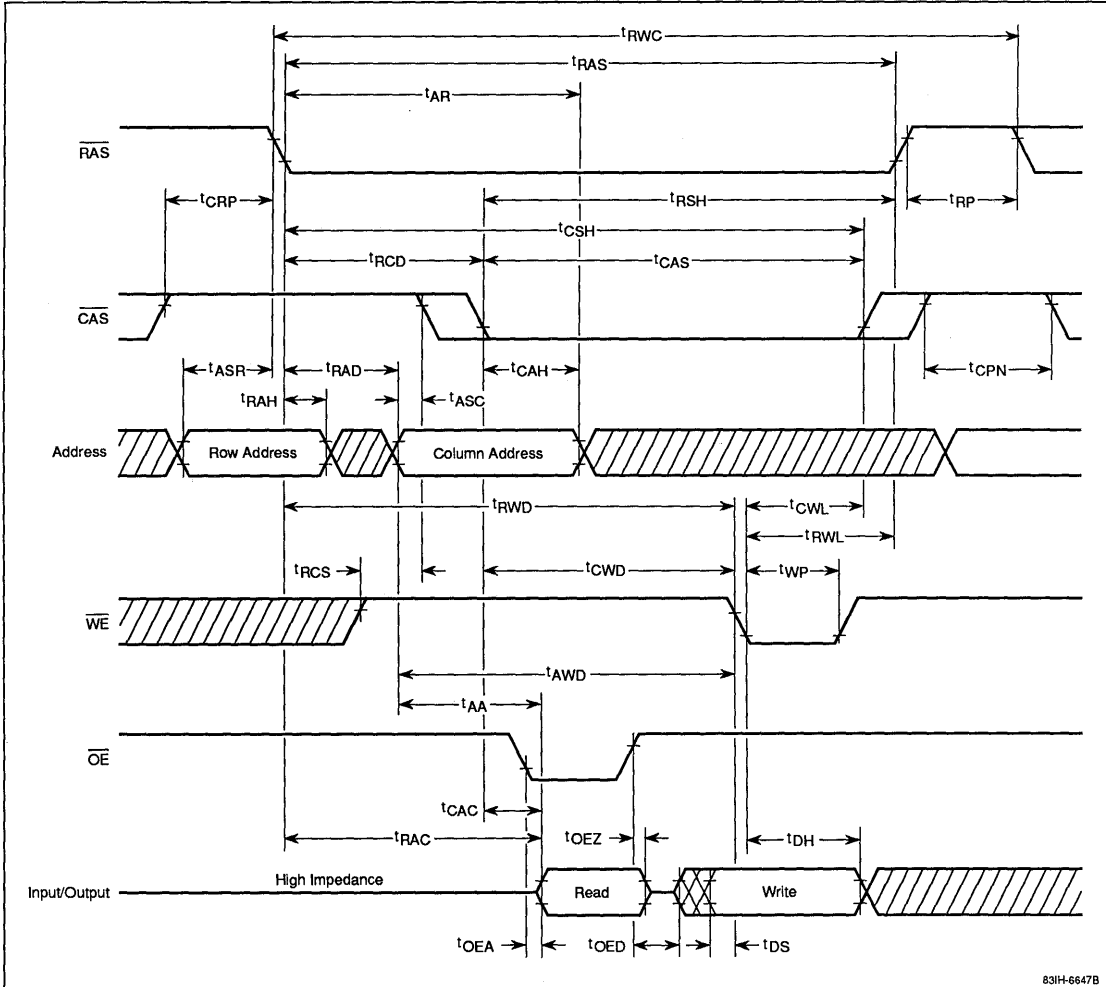 tRWC
tRAS
tAR
RAS
tCRP
tRSH
tRP
tCSH
tRCD
tCAS
CAS
tASR
tRAD
tCAH
tCPN
tRAH
tASC
Address
Row Address
Column Address
tRWD
tCWL
tRWL
tRCS
tCWD
tWP
WE
tAWD
tAA
OE
tCAC
tRAC
tOEZ
tDH
High Impedance
Input/Output
Read
Write
tOEA
tOED
tDS
83IH-6647B